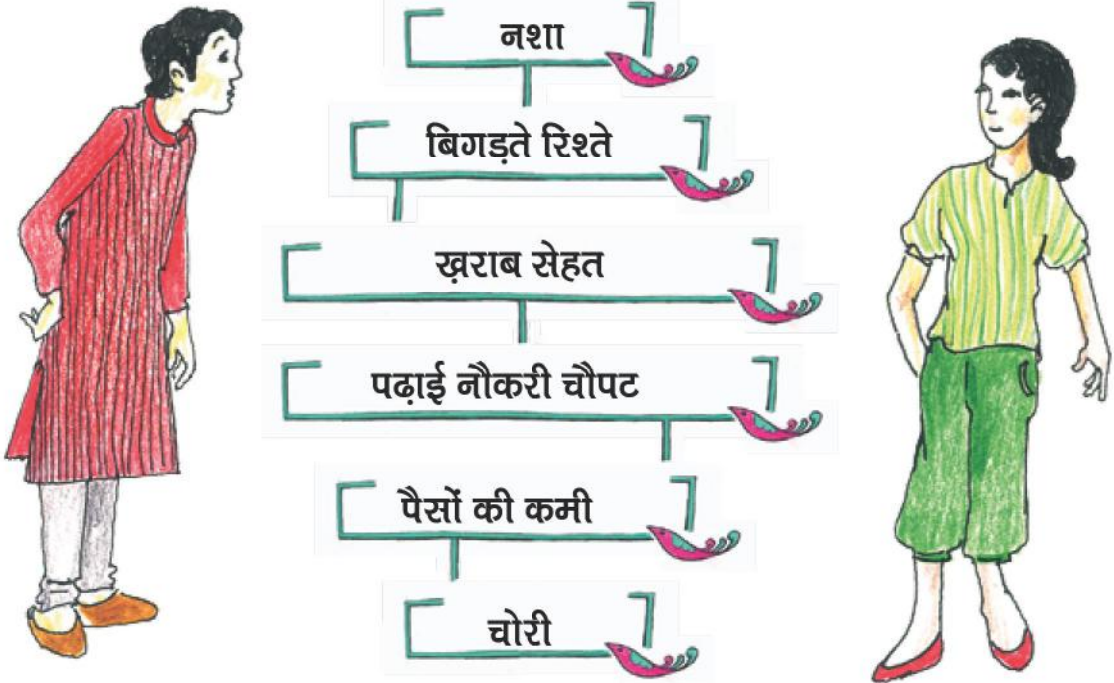 नशा
बिगड़ते रिश्ते
ख़राब सेहत
पढ़ाई नौकरी चौपट
पैसों की कमी
चोरी